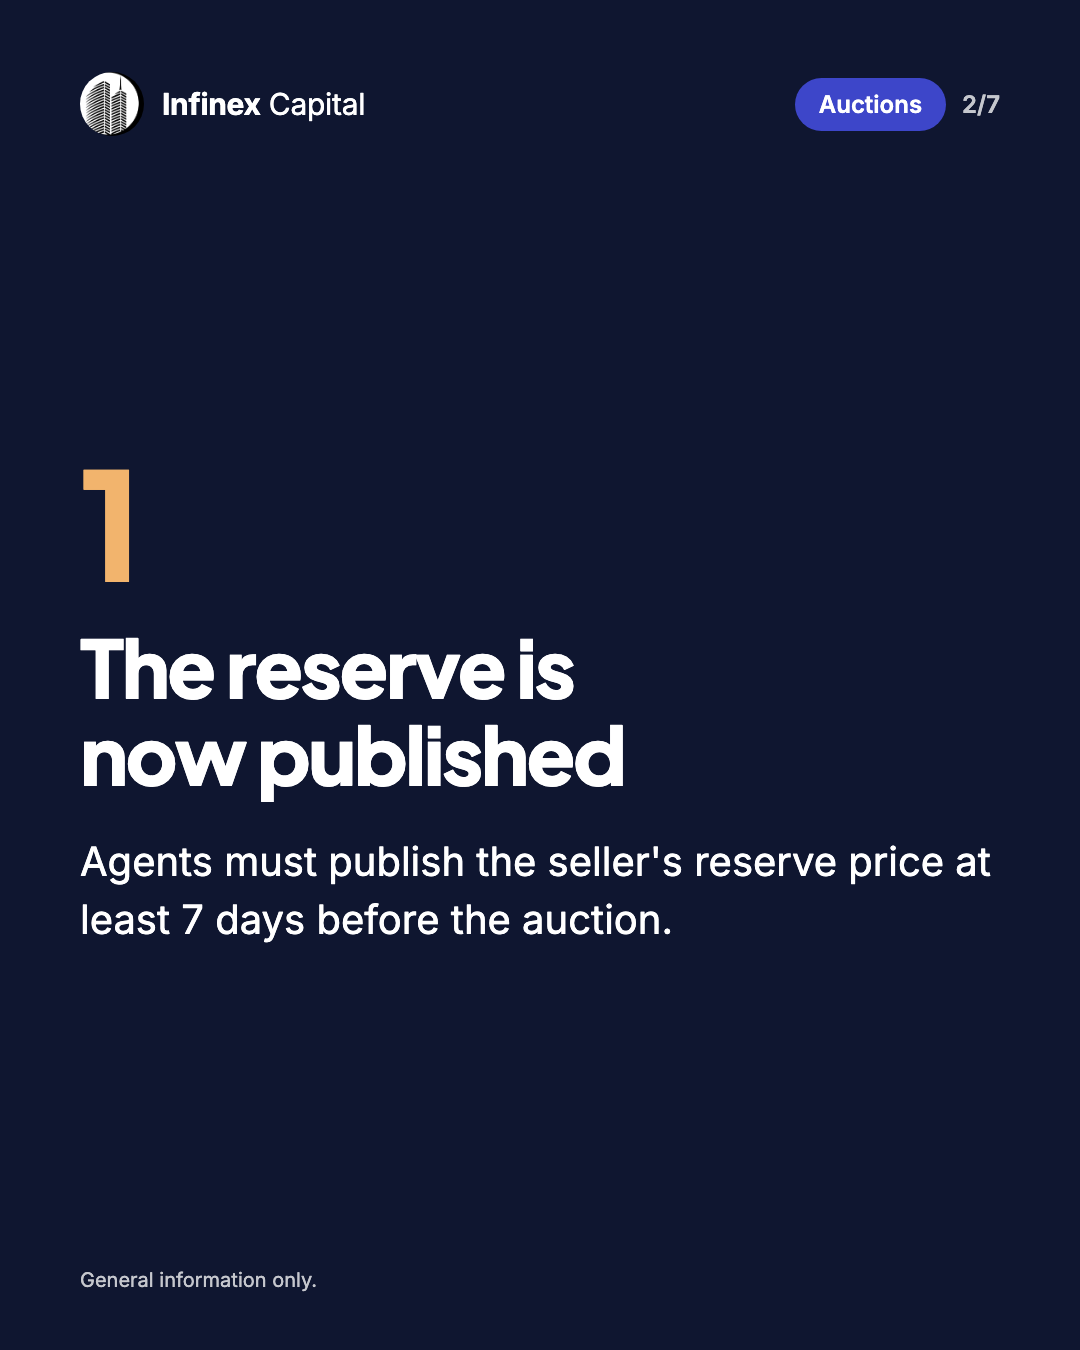 Infinex Capital
Auctions 2/7
1
The reserve is
now published
Agents must publish the seller's reserve price at
least 7 days before the auction.
General information only.